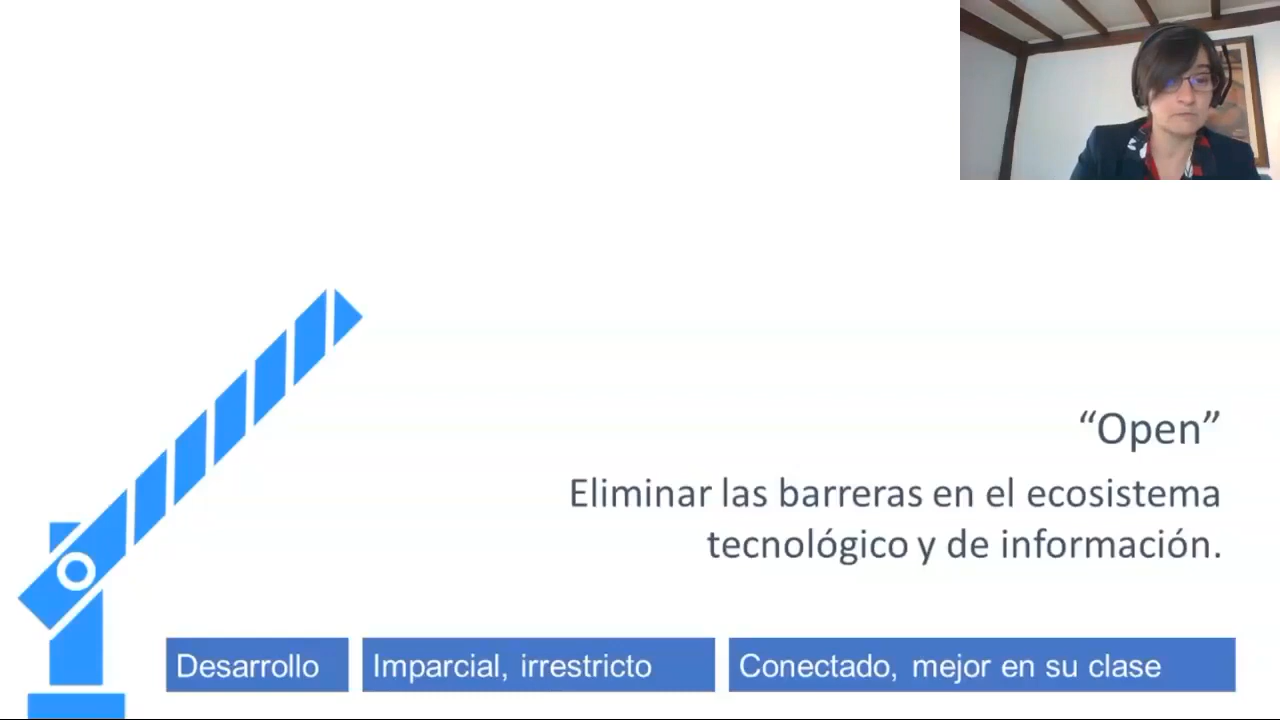 “Open”
Eliminar las barreras en el ecosistema
tecnológico y de información.
Desarrollo
Imparcial, irrestricto
Conectado, mejor en su clase